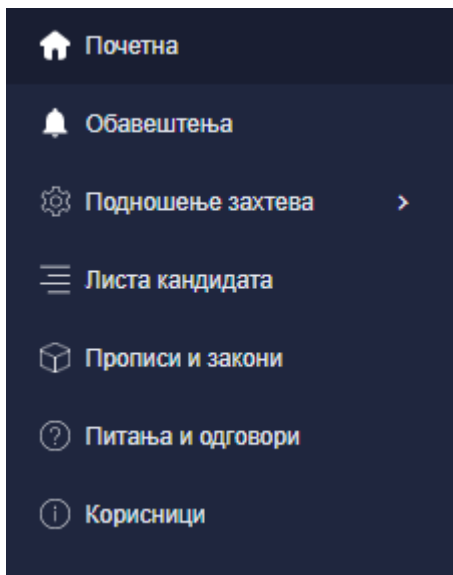 Почетна
Обавештења
Подношење захтева
Листа кандидата
Прописи и закони
Питања и одговори
Корисници